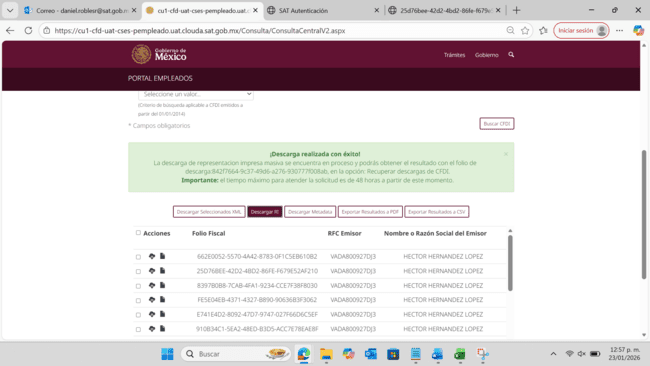 Correo - daniel.roblesr@sat.gob.m
cu1-cfd-uat-cses-pempleado.uat.c
SAT Autenticación
25d76bee-42d2-4bd2-86fe-f679e
https://cu1-cfd-uat-cses-pempleado.uat.clouda.sat.gob.mx/Consulta/ConsultaCentralV2.aspx
Iniciar sesión
Gobierno de
México
Trámites
Gobierno
PORTAL EMPLEADOS
Seleccione un valor...
(Criterio de búsqueda aplicable a CFDI emitidos a
partir del 01/01/2014)
* Campos obligatorios
Buscar CFDI
¡Descarga realizada con éxito!
×
La descarga de representacion impresa masiva se encuentra en proceso y podrás obtener el resultado con el folio de
descarga:842f7664-9c37-49d6-a276-930777f008ab, en la opción: Recuperar descargas de CFDI.
Importante: el tiempo máximo para atender la solicitud es de 48 horas a partir de este momento.
Descargar Seleccionados XML
Descargar RI
Descargar Metadata
Exportar Resultados a PDF
Exportar Resultados a CSV
Acciones Folio Fiscal RFC Emisor Nombre o Razón Social del Emisor
662E0052-5570-4A42-8783-0F1C5EB610B2 VADA800927DJ3 HECTOR HERNANDEZ LOPEZ
25D76BEE-42D2-4BD2-86FE-F679E52AF210 VADA800927DJ3 HECTOR HERNANDEZ LOPEZ
8397B0B8-7CAB-4FA1-9234-CCE7F38F8030 VADA800927DJ3 HECTOR HERNANDEZ LOPEZ
FE5E04EB-4371-4327-B890-90636B3F3062 VADA800927DJ3 HECTOR HERNANDEZ LOPEZ
E741E4D2-8092-47D7-9747-027F66D6C5EF VADA800927DJ3 HECTOR HERNANDEZ LOPEZ
910B34C1-5EA2-48ED-B3D5-ACC7E7BEAE8F VADA800927DJ3 HECTOR HERNANDEZ LOPEZ
Buscar
12:57 p. m.
23/01/2026